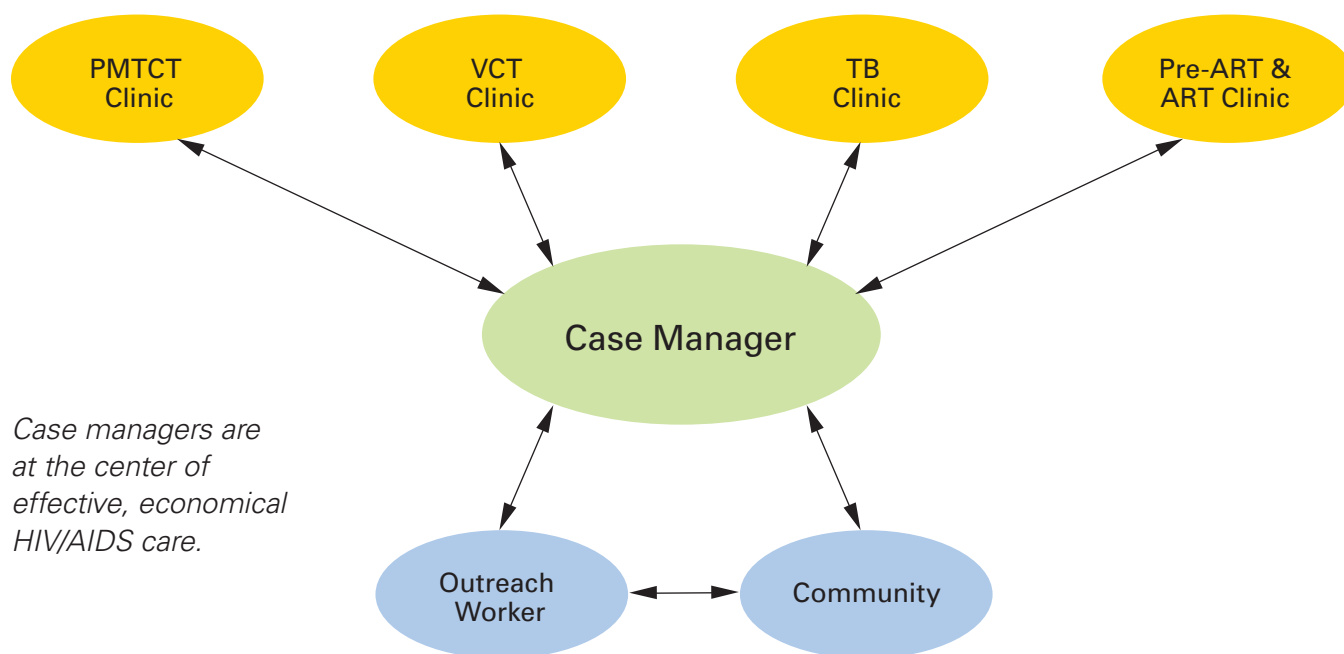 PMTCT
Clinic
VCT
Clinic
TB
Clinic
Pre-ART &
ART Clinic
Case Manager
Case managers are
at the center of
effective, economical
HIV/AIDS care.
Outreach
Worker
Community